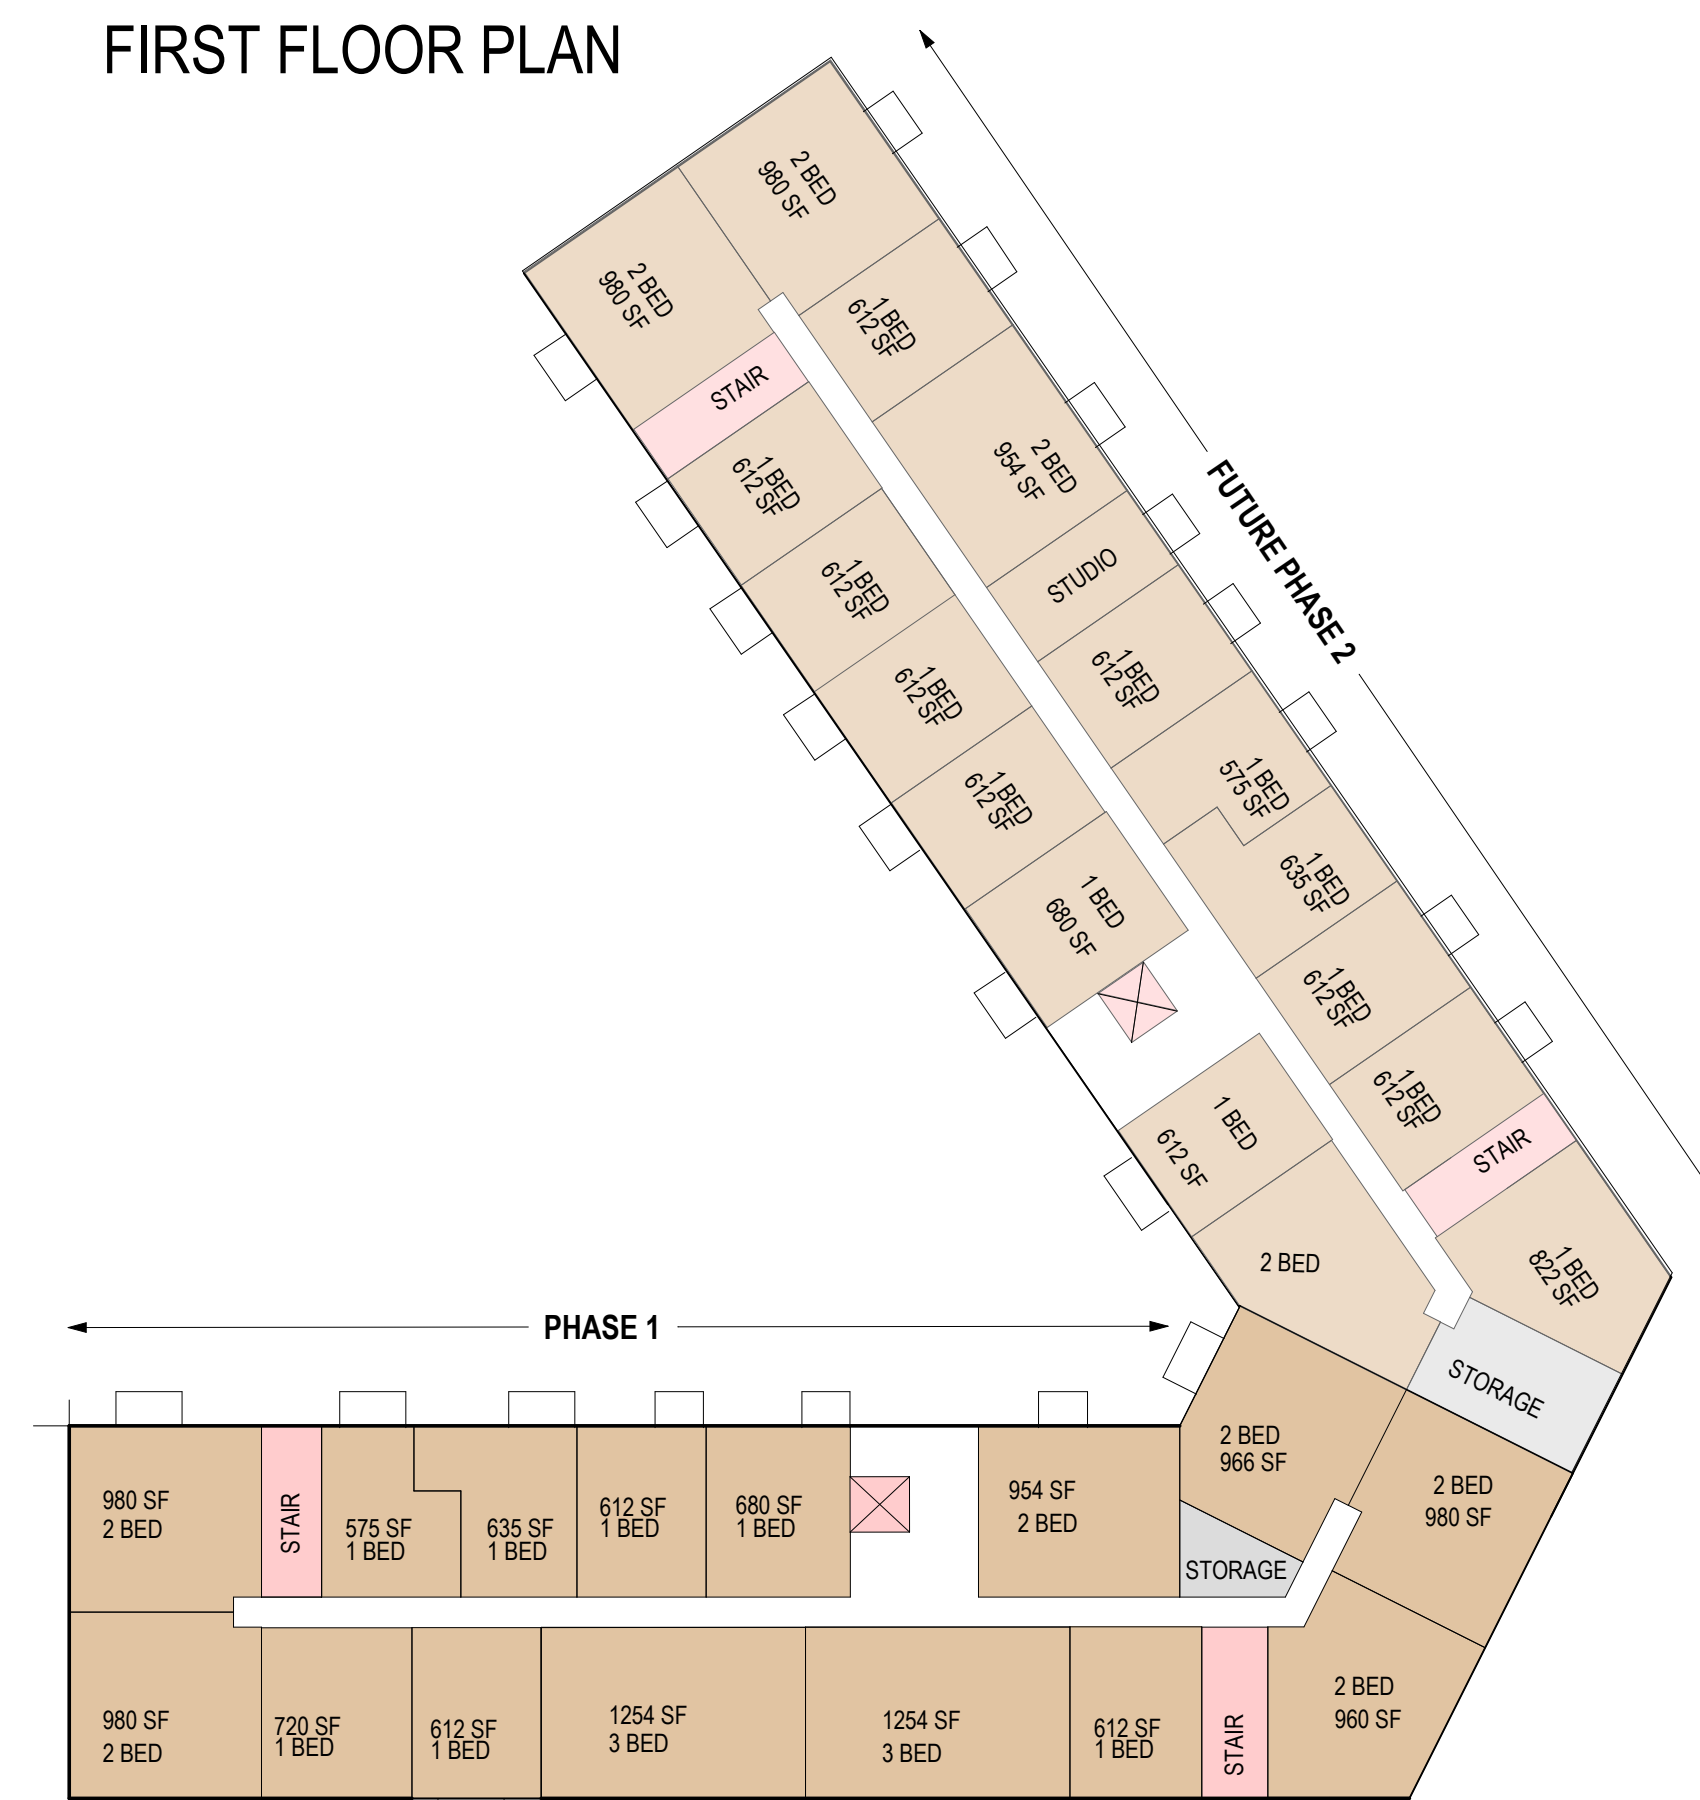 FIRST FLOOR PLAN
2 BED
980 SF
2 BED
980 SF
1 BED
612 SF
STAIR
2 BED
954 SF
1 BED
612 SF
STUDIO
1 BED
612 SF
1 BED
612 SF
1 BED
612 SF
1 BED
575 SF
1 BED
612 SF
1 BED
635 SF
1 BED
680 SF
1 BED
612 SF
1 BED
612 SF
1 BED
612 SF
STAIR
2 BED
1 BED
822 SF
STORAGE
FUTURE PHASE 2
PHASE 1
980 SF
2 BED
STAIR
575 SF
1 BED
635 SF
1 BED
612 SF
1 BED
680 SF
1 BED
954 SF
2 BED
2 BED
966 SF
STORAGE
2 BED
980 SF
980 SF
2 BED
720 SF
1 BED
612 SF
1 BED
1254 SF
3 BED
1254 SF
3 BED
612 SF
1 BED
STAIR
2 BED
960 SF